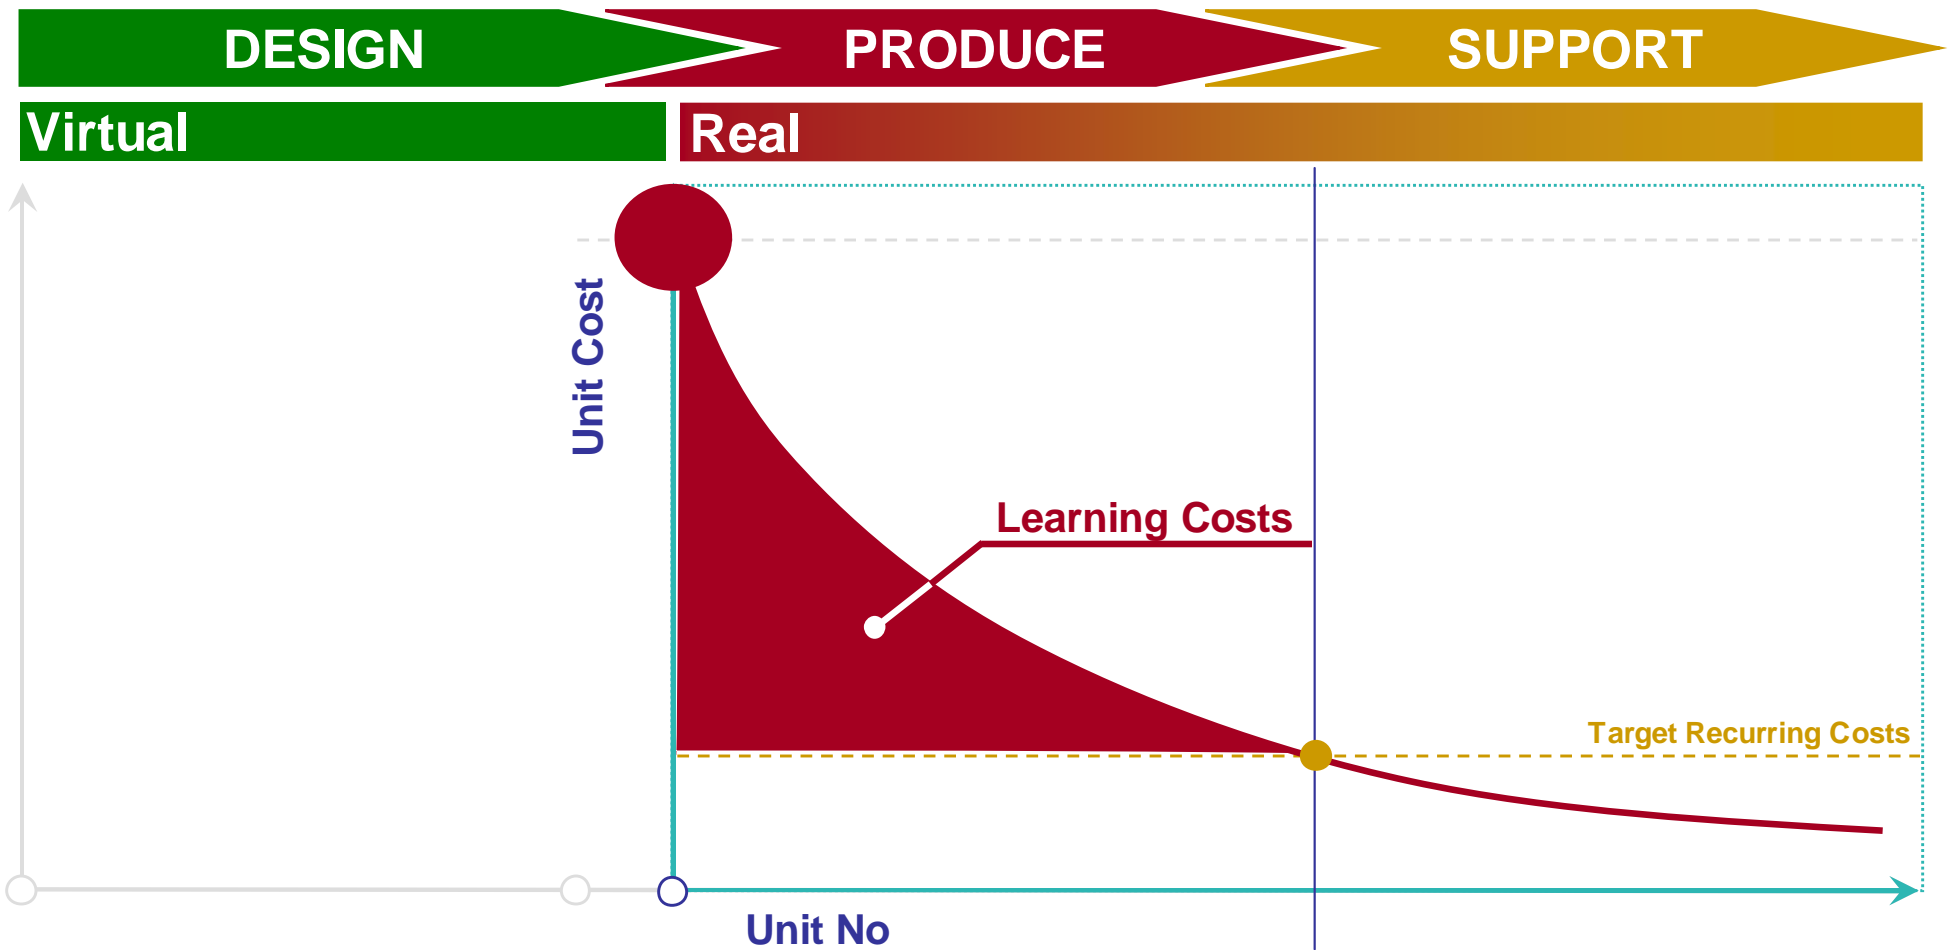 DESIGN
PRODUCE
SUPPORT
Virtual
Real
Unit Cost
Learning Costs
Target Recurring Costs
Unit No